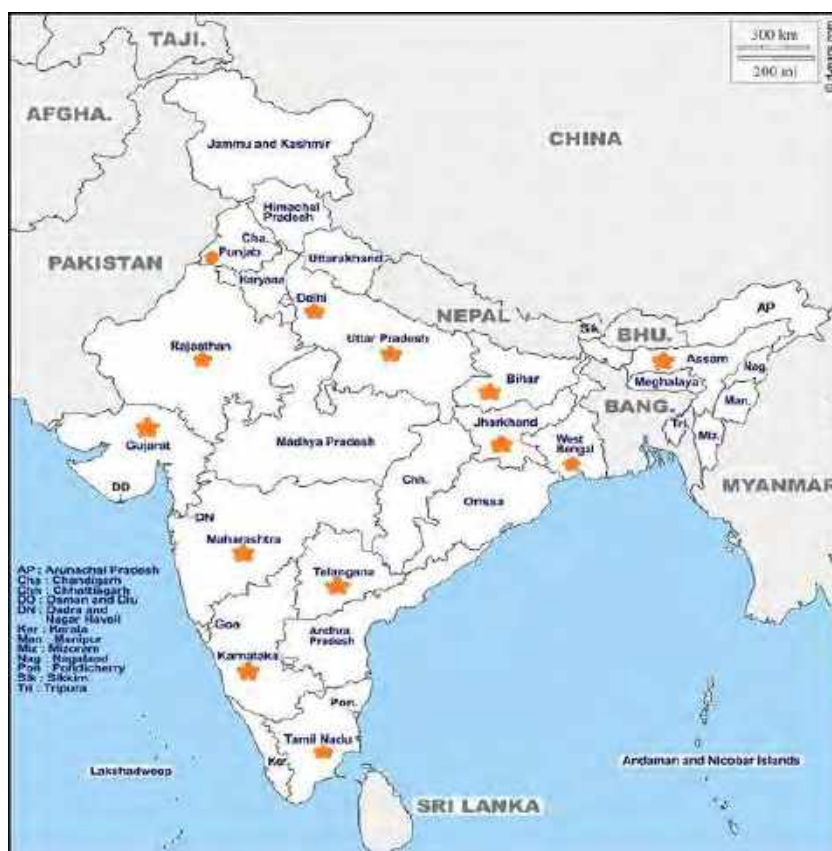 TAJI.
300 km
200 mi
AFGHA.
CHINA
Jammu and Kashmir
Himachal
Pradesh
Cha.
Punjab
PAKISTAN
Uttarakhand
Haryana
Delhi
NEPAL
AP
Sik
BHU.
Rajasthan
Uttar Pradesh
Assam
Nag.
Bihar
Meghalaya
BANG.
Man.
Jharkhand
Tri.
Miz.
West
Bengal
Gujarat
Madhya Pradesh
Chh.
MYANMAR
DD
Orissa
DN
Maharashtra
Telangana
AP : Arunachal Pradesh
Cha : Chandigarh
Chh : Chhattisgarh
DD : Daman and Diu
DN : Dadra and
Nagar Haveli
Ker : Kerala
Man : Manipur
Miz : Mizoram
Nag : Nagaland
Pon : Pondicherry
Sik : Sikkim
Tri : Tripura
Goa
Andhra
Pradesh
Karnataka
Pon.
Tamil Nadu
Ker.
Lakshadweep
Andaman and Nicobar Islands
SRI LANKA